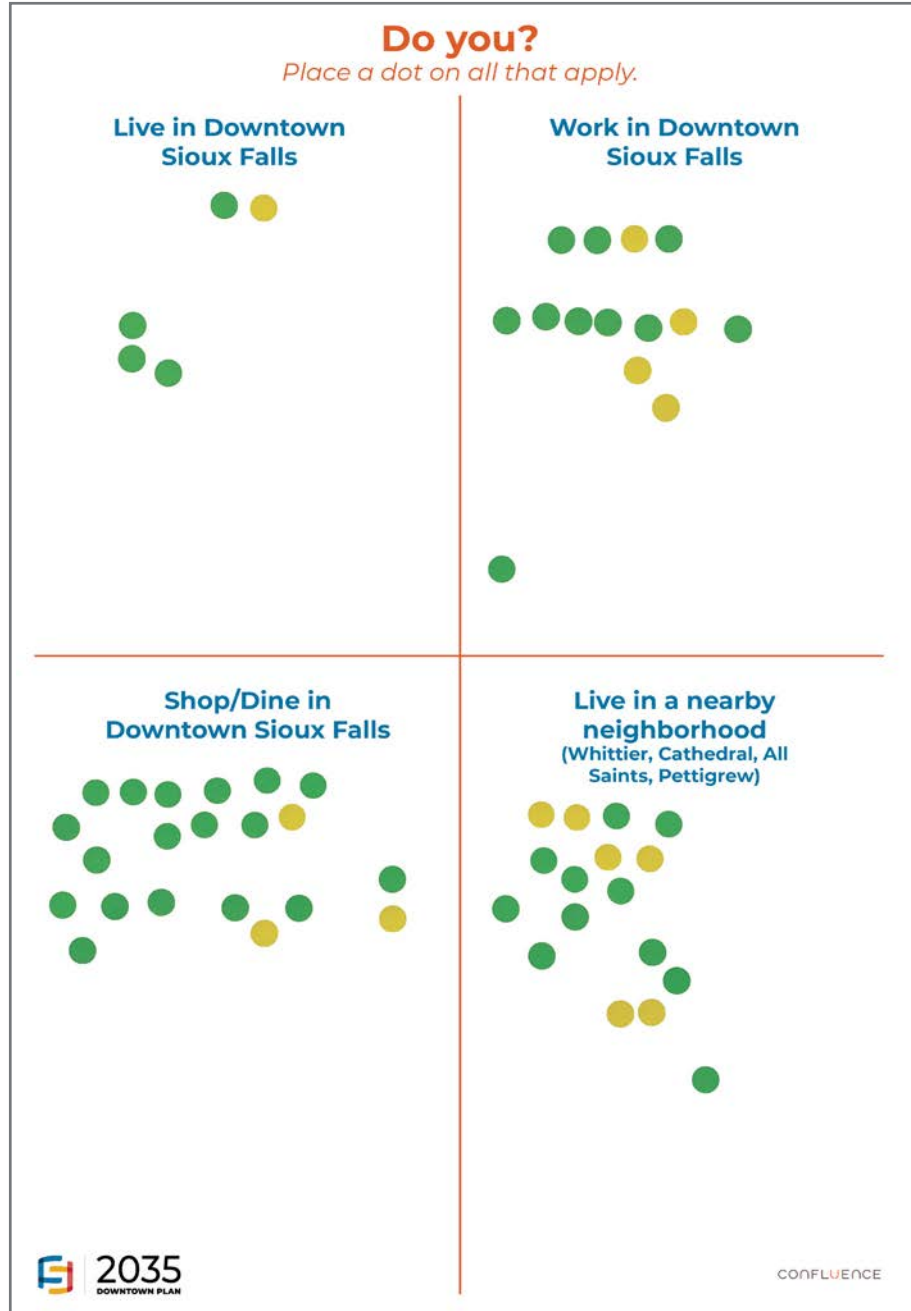 Do you?
Place a dot on all that apply.
Live in Downtown
Sioux Falls
Work in Downtown
Sioux Falls
Shop/Dine in
Downtown Sioux Falls
Live in a nearby
neighborhood
(Whittier, Cathedral, All
Saints, Pettigrew)
2035
DOWNTOWN PLAN
CONFLUENCE